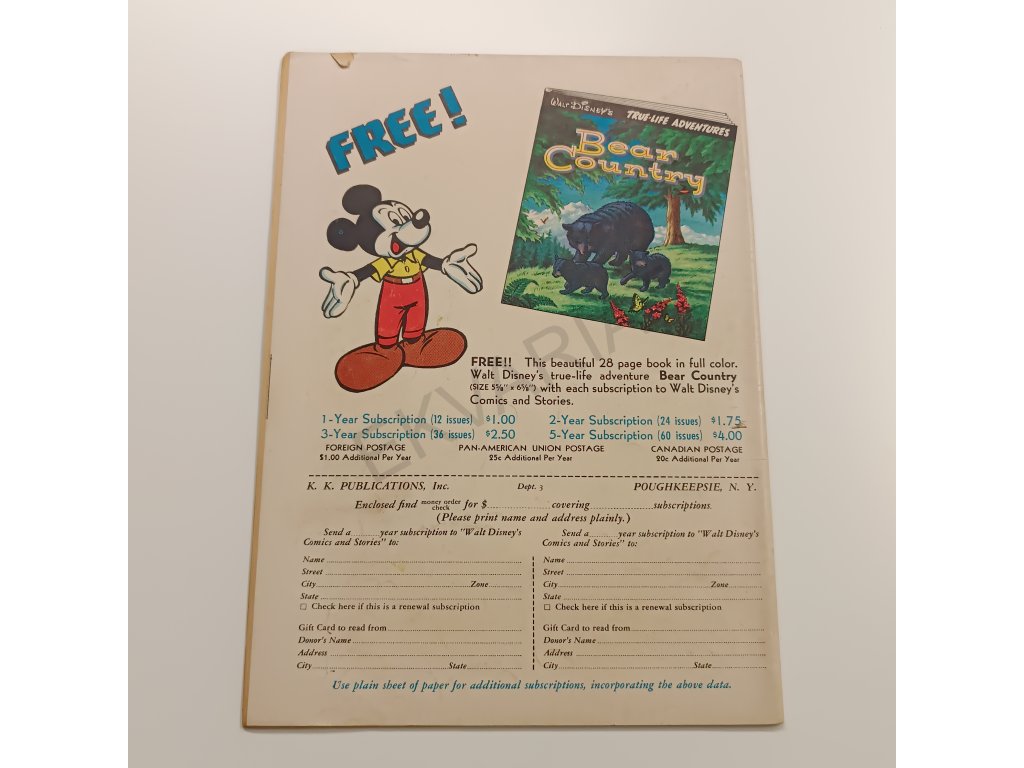 FREE!
WALT DISNEY'S TRUE-LIFE ADVENTURES
Bear
Country
FREE!! This beautiful 28 page book in full color.
Walt Disney's true-life adventure Bear Country
(SIZE 5⅝" x 6⅝") with each subscription to Walt Disney's
Comics and Stories.
1-Year Subscription (12 issues) $1.00 2-Year Subscription (24 issues) $1.75
3-Year Subscription (36 issues) $2.50 5-Year Subscription (60 issues) $4.00
FOREIGN POSTAGE PAN-AMERICAN UNION POSTAGE CANADIAN POSTAGE
$1.00 Additional Per Year 25c Additional Per Year 20c Additional Per Year
K. K. PUBLICATIONS, Inc. Dept. 3 POUGHKEEPSIE, N. Y.
Enclosed find money order check for $ covering subscriptions.
(Please print name and address plainly.)
Send a year subscription to "Walt Disney's Send a year subscription to "Walt Disney's
Comics and Stories" to: Comics and Stories" to:
Name Name
Street Street
City Zone City Zone
State State
□ Check here if this is a renewal subscription □ Check here if this is a renewal subscription
Gift Card to read from Gift Card to read from
Donor's Name Donor's Name
Address Address
City State City State
Use plain sheet of paper for additional subscriptions, incorporating the above data.